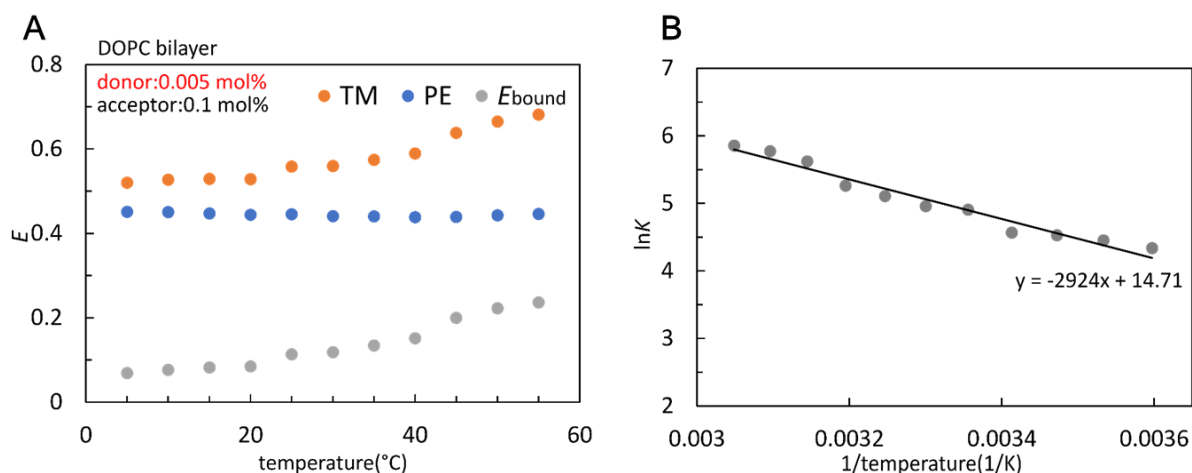 A
DOPC bilayer
donor:0.005 mol%
acceptor:0.1 mol%
TM
PE
Ebound
0.8
0.6
0.4
0.2
0
E
0
20
40
60
temperature(°C)
B
7
6
5
4
3
2
lnK
y = -2924x + 14.71
0.003
0.0032
0.0034
0.0036
1/temperature(1/K)